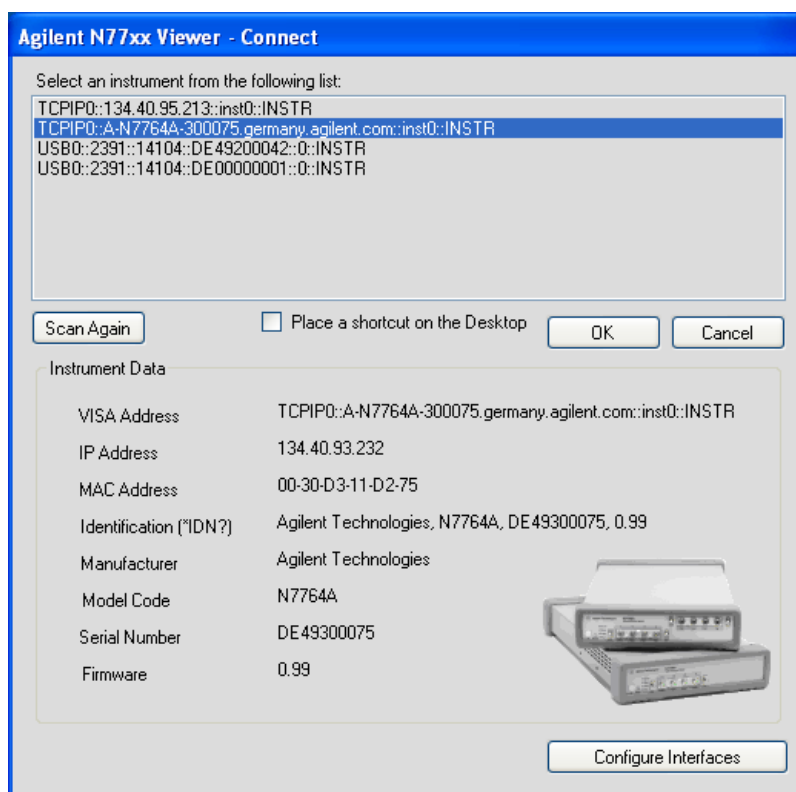 Agilent N77xx Viewer - Connect
Select an instrument from the following list:
TCPIP0::134.40.95.213::inst0::INSTR
TCPIP0::A-N7764A-300075.germany.agilent.com::inst0::INSTR
USB0::2391::14104::DE49200042::0::INSTR
USB0::2391::14104::DE00000001::0::INSTR
Scan Again
Place a shortcut on the Desktop
OK
Cancel
Instrument Data
VISA Address TCPIP0::A-N7764A-300075.germany.agilent.com::inst0::INSTR
IP Address 134.40.93.232
MAC Address 00-30-D3-11-D2-75
Identification (*IDN?) Agilent Technologies, N7764A, DE49300075, 0.99
Manufacturer Agilent Technologies
Model Code N7764A
Serial Number DE49300075
Firmware 0.99
Configure Interfaces